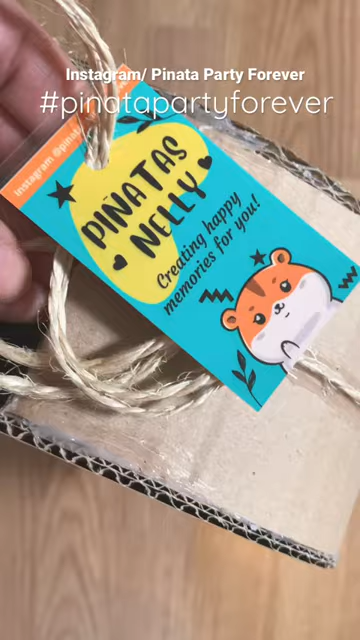 Instagram/ Pinata Party Forever
#pinatapartyforever
PIÑATAS
NELLY
Creating happy
memories for you!